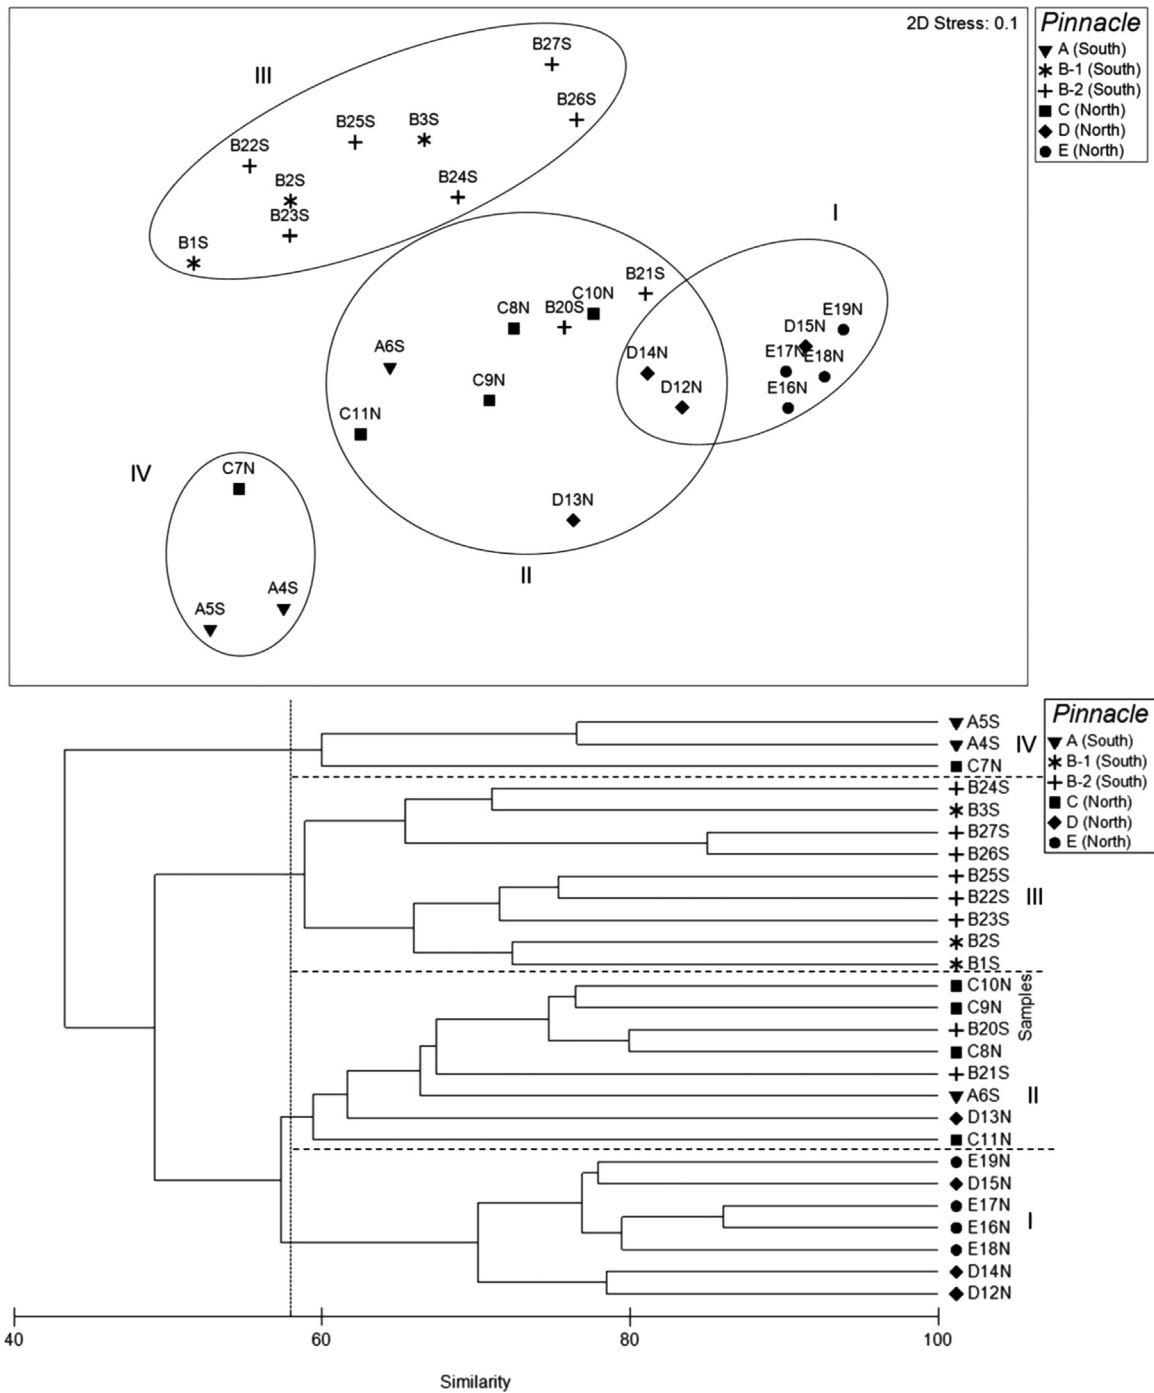 2D Stress: 0.1
Pinnacle
A (South)
B-1 (South)
B-2 (South)
C (North)
D (North)
E (North)
III
B27S
B26S
B25S
B3S
B22S
B2S
B24S
B23S
B1S
I
B21S
C10N
C8N
B20S
E19N
D15N
A6S
D14N
E17N
E18N
C9N
D12N
E16N
C11N
IV
C7N
D13N
II
A4S
A5S
Pinnacle
A (South)
B-1 (South)
B-2 (South)
C (North)
D (North)
E (North)
A5S
A4S
IV
C7N
B24S
B3S
B27S
B26S
B25S
B22S
III
B23S
B2S
B1S
C10N
C9N
Samples
B20S
C8N
B21S
A6S
II
D13N
C11N
E19N
D15N
E17N
I
E16N
E18N
D14N
D12N
40
60
80
100
Similarity